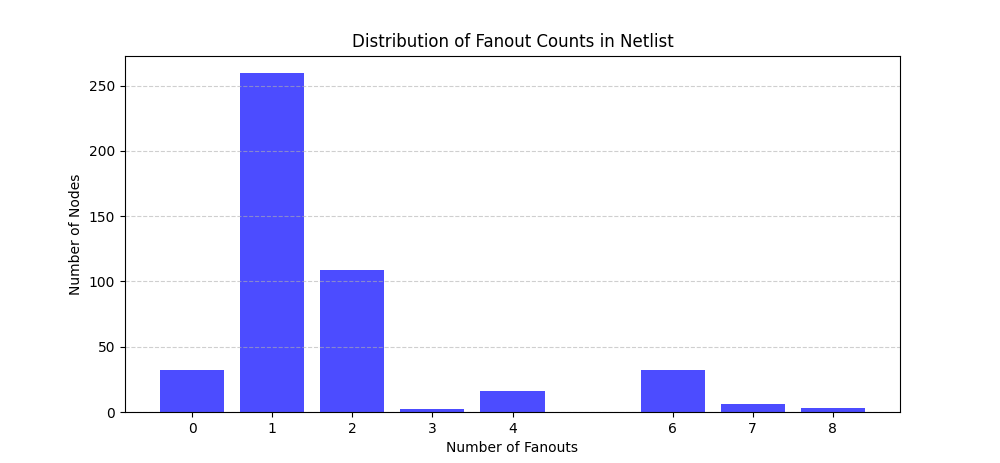 Distribution of Fanout Counts in Netlist
250
200
150
100
50
0
Number of Nodes
0 1 2 3 4 6 7 8
Number of Fanouts